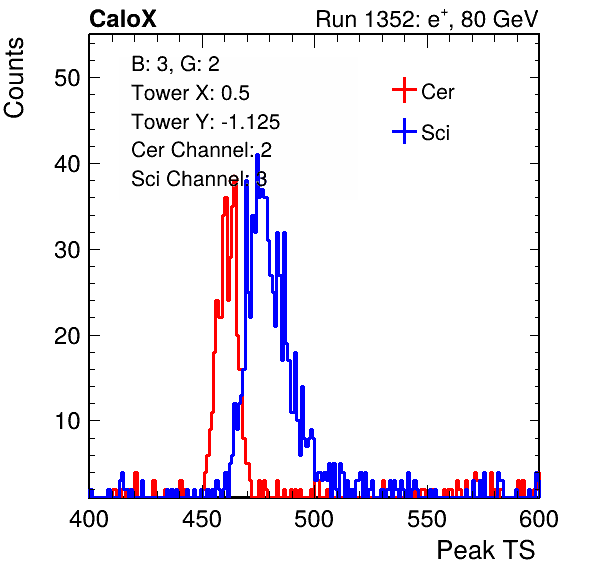 CaloX Run 1352: e⁺, 80 GeV
Counts
B: 3, G: 2
Tower X: 0.5
Tower Y: -1.125
Cer Channel: 2
Sci Channel: 3
Cer
Sci
50
40
30
20
10
400 450 500 550 600
Peak TS